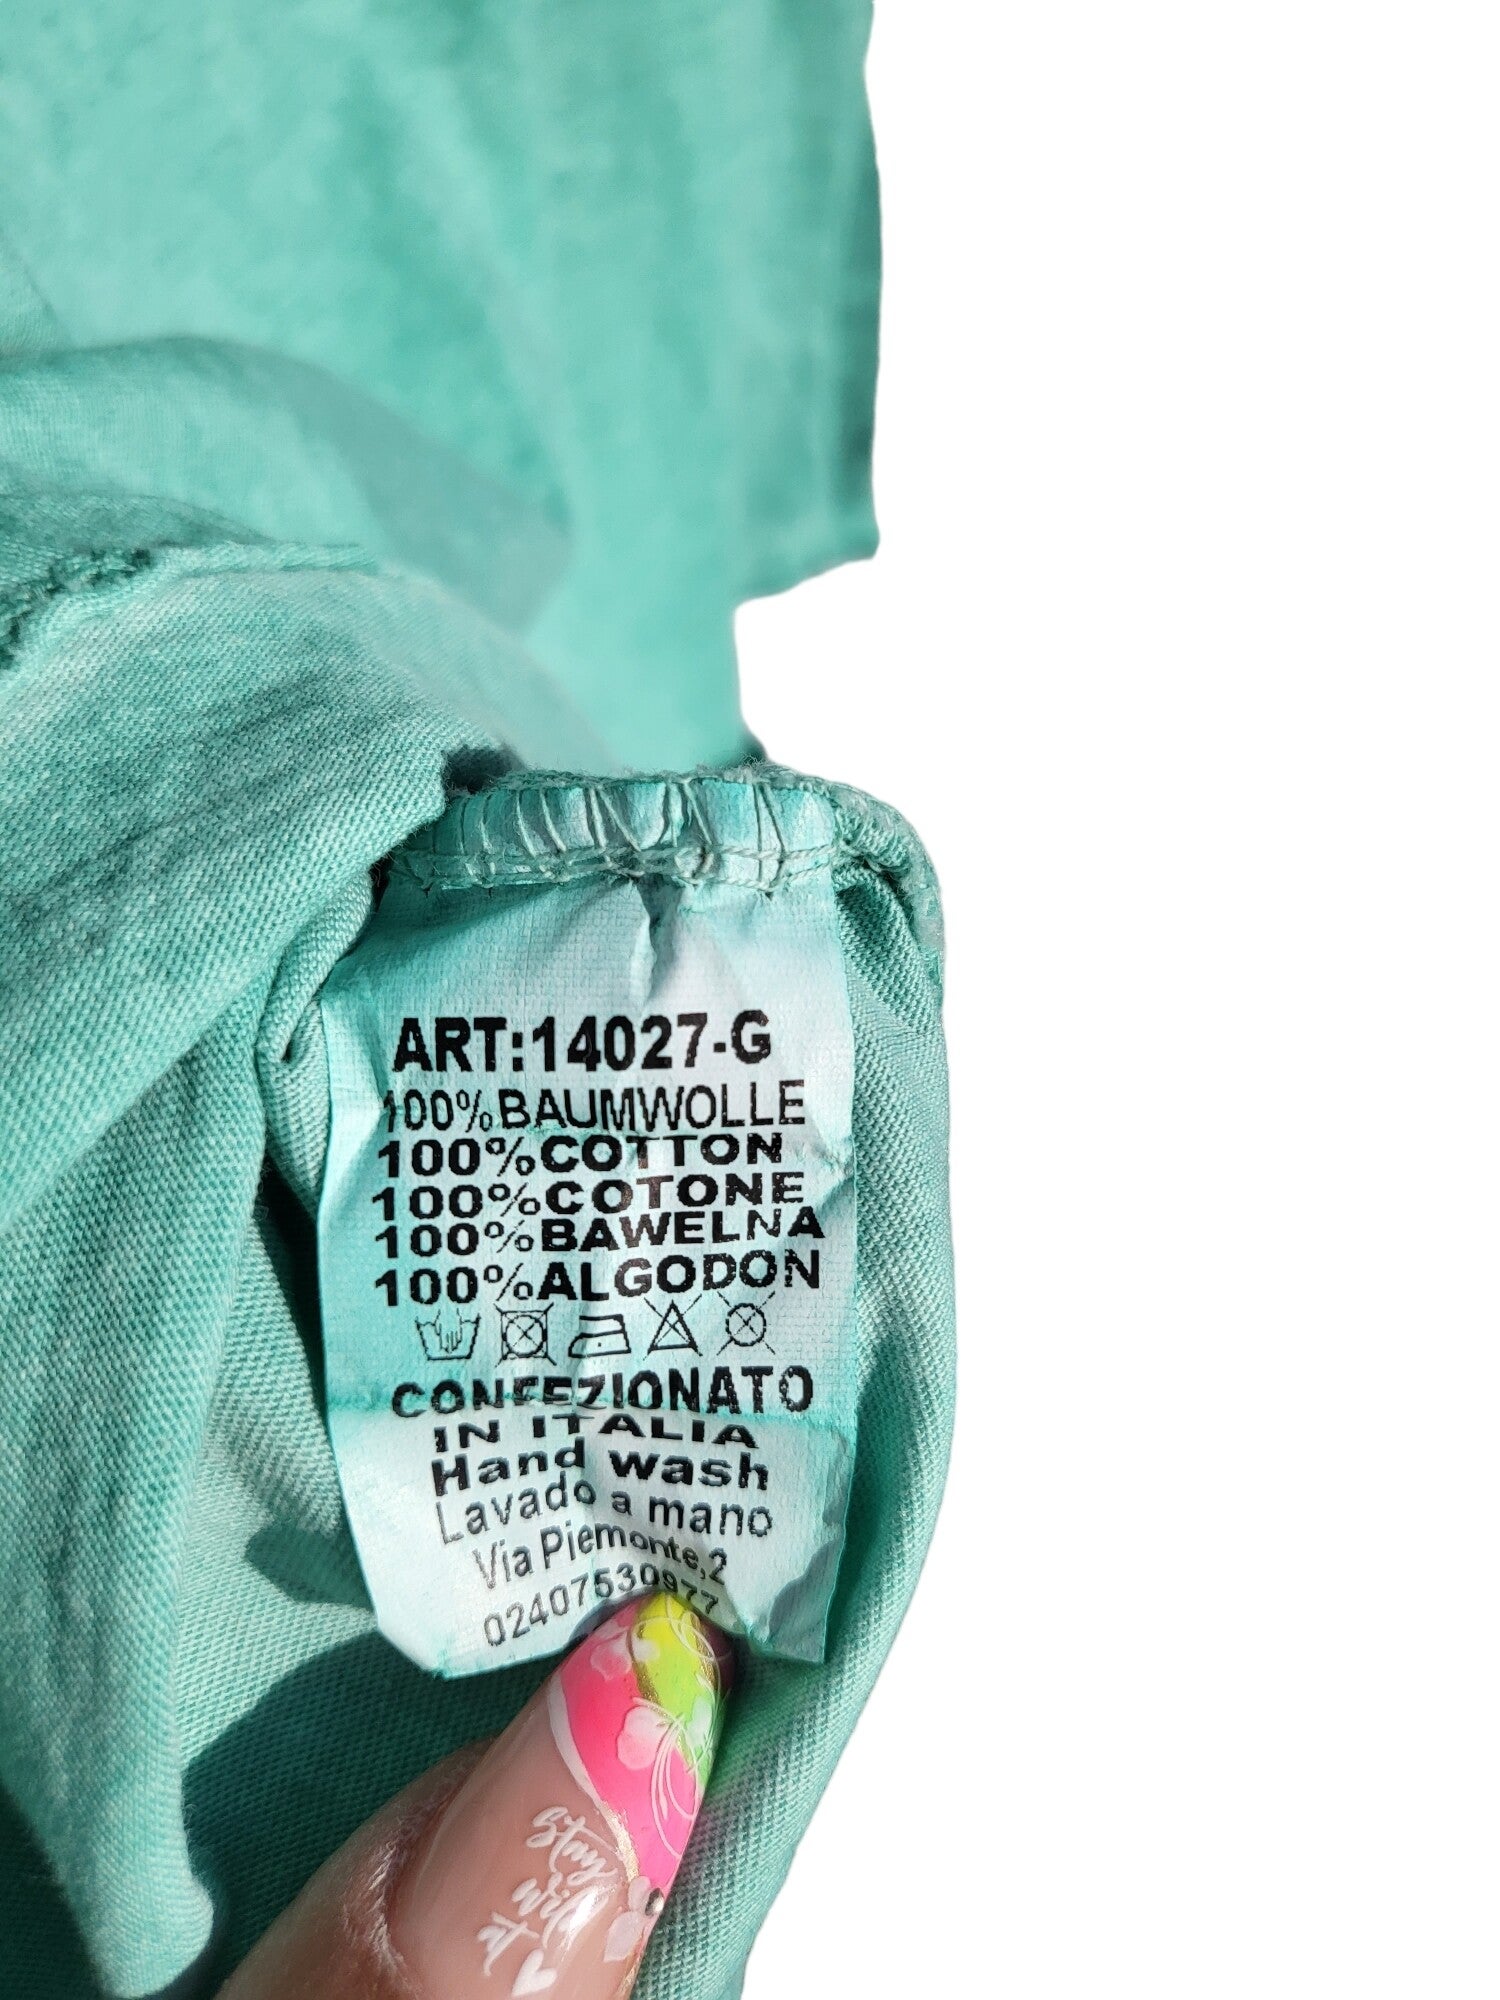 ART:14027-G
100%BAUMWOLLE
100%COTTON
100%COTONE
100%BAWELNA
100%ALGODON
CONFEZIONATO
IN ITALIA
Hand wash
Lavado a mano
Via Piemonte,2
02407530977
Stay